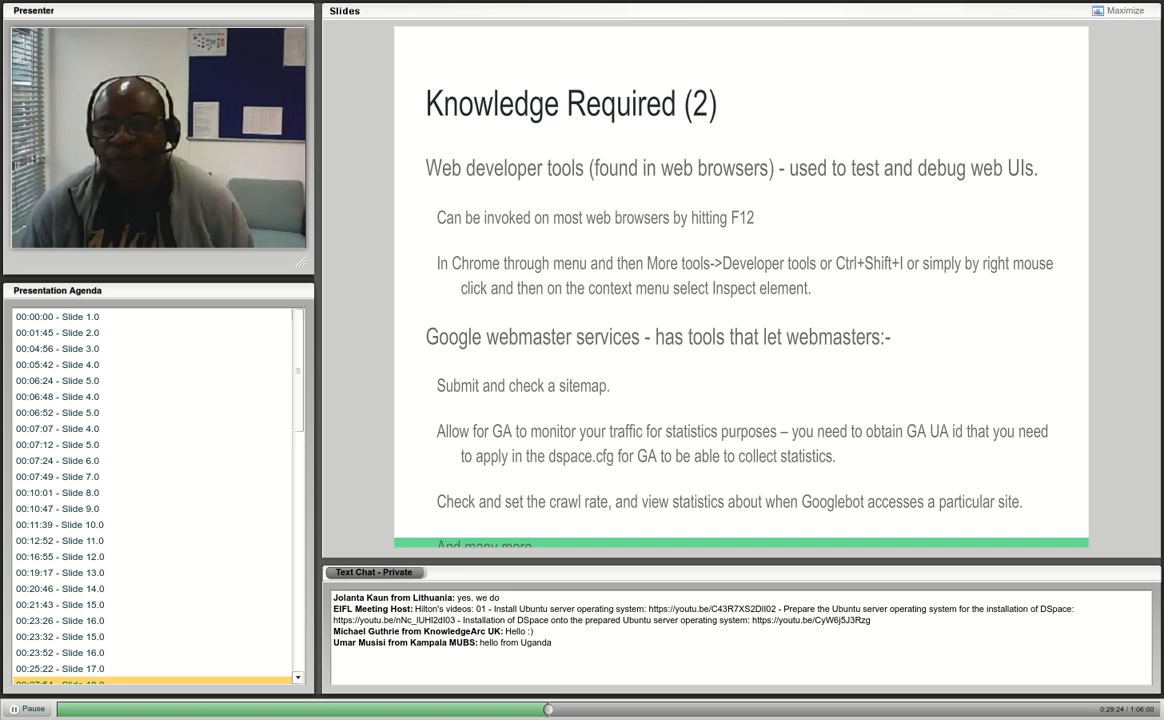 Presenter
Presentation Agenda
00:00:00 - Slide 1.0
00:01:45 - Slide 2.0
00:04:56 - Slide 3.0
00:05:42 - Slide 4.0
00:06:24 - Slide 5.0
00:06:48 - Slide 4.0
00:06:52 - Slide 5.0
00:07:07 - Slide 4.0
00:07:12 - Slide 5.0
00:07:24 - Slide 6.0
00:07:49 - Slide 7.0
00:10:01 - Slide 8.0
00:10:47 - Slide 9.0
00:11:39 - Slide 10.0
00:12:52 - Slide 11.0
00:16:55 - Slide 12.0
00:19:17 - Slide 13.0
00:20:46 - Slide 14.0
00:21:43 - Slide 15.0
00:23:26 - Slide 16.0
00:23:32 - Slide 15.0
00:23:52 - Slide 16.0
00:25:22 - Slide 17.0
00:27:51 - Slide 18.0
Slides
Maximize
Knowledge Required (2)
Web developer tools (found in web browsers) - used to test and debug web UIs.
Can be invoked on most web browsers by hitting F12
In Chrome through menu and then More tools->Developer tools or Ctrl+Shift+I or simply by right mouse
click and then on the context menu select Inspect element.
Google webmaster services - has tools that let webmasters:-
Submit and check a sitemap.
Allow for GA to monitor your traffic for statistics purposes – you need to obtain GA UA id that you need
to apply in the dspace.cfg for GA to be able to collect statistics.
Check and set the crawl rate, and view statistics about when Googlebot accesses a particular site.
And many more
Text Chat - Private
Jolanta Kaun from Lithuania: yes. we do
EIFL Meeting Host: Hilton's videos: 01 - Install Ubuntu server operating system: https://youtu.be/C43R7XS2DlI02 - Prepare the Ubuntu server operating system for the installation of DSpace:
https://youtu.be/nNc_IUHl2dI03 - Installation of DSpace onto the prepared Ubuntu server operating system: https://youtu.be/CyW6j5J3Rzg
Michael Guthrie from KnowledgeArc UK: Hello :)
Umar Musisi from Kampala MUBS: hello from Uganda
Pause
0:29:24 / 1:06:00